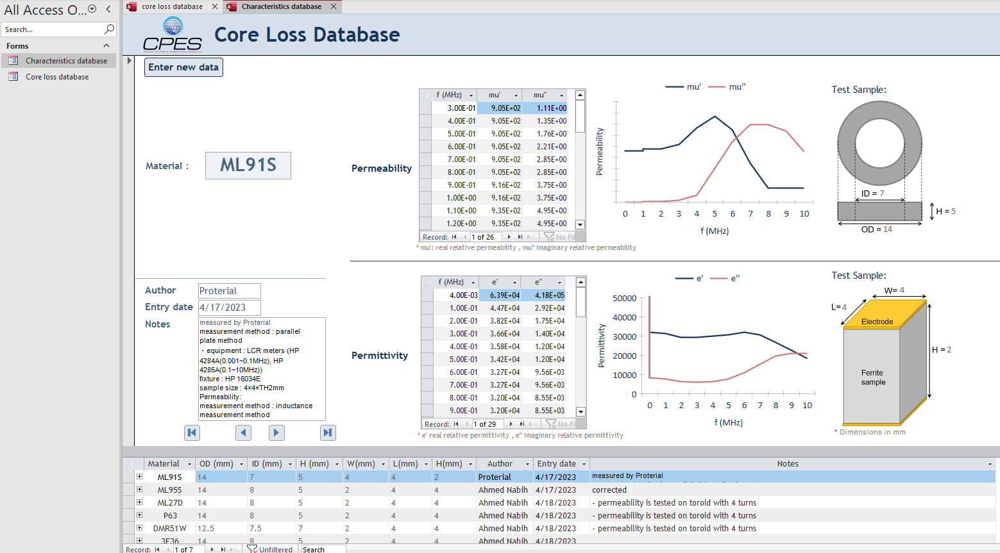 All Access O...
Search...
Forms
Characteristics database
Core loss database
core loss database
Characteristics database
CPES
Core Loss Database
Enter new data
Material :
ML91S
Permeability
f (MHz) mu' mu"
3.00E-01 9.05E+02 1.11E+00
4.00E-01 9.05E+02 1.35E+00
5.00E-01 9.05E+02 1.76E+00
6.00E-01 9.05E+02 2.21E+00
7.00E-01 9.05E+02 2.85E+00
8.00E-01 9.05E+02 2.85E+00
9.00E-01 9.16E+02 3.75E+00
1.00E+00 9.16E+02 3.75E+00
1.10E+00 9.35E+02 4.95E+00
1.20E+00 9.35E+02 4.95E+00
Record: 1 of 26 No Fil
* mu': real relative permeability , mu" imaginary relative permeability
mu' mu"
Permeability
0 1 2 3 4 5 6 7 8 9 10
f (MHz)
Test Sample:
ID = 7
H = 5
OD = 14
Author Proterial
Entry date 4/17/2023
Notes
measured by Proterial
measurement method : parallel
plate method
・equipment : LCR meters (HP
4284A(0.001~0.1MHz), HP
4285A(0.1~10MHz))
fixture : HP 16034E
sample size : 4×4×TH2mm
Permeability:
measurement method : inductance
measurement method
Permittivity
f (MHz) e' e"
4.00E-03 6.39E+04 4.18E+05
1.00E-01 4.47E+04 2.92E+04
2.00E-01 3.82E+04 1.75E+04
3.00E-01 3.66E+04 1.40E+04
4.00E-01 3.58E+04 1.20E+04
5.00E-01 3.42E+04 1.20E+04
6.00E-01 3.27E+04 9.56E+03
7.00E-01 3.27E+04 9.56E+03
8.00E-01 3.20E+04 8.55E+03
9.00E-01 3.20E+04 8.55E+03
Record: 1 of 29 No Fil
* e' real relative permittivity , e" imaginary relative permittivity
e' e"
Permittivity
50000
40000
30000
20000
10000
0
0 1 2 3 4 5 6 7 8 9 10
f (MHz)
Test Sample:
W= 4
L= 4
Electrode
H = 2
Ferrite
sample
* Dimensions in mm
Material OD (mm) ID (mm) H (mm) W(mm) L(mm) H(mm) Author Entry date Notes
ML91S 14 7 5 4 4 2 Proterial 4/17/2023 measured by Proterial
ML95S 14 8 5 2 4 4 Ahmed Nabih 4/17/2023 corrected
ML27D 14 8 5 2 4 4 Ahmed Nabih 4/18/2023 - permeability is tested on toroid with 4 turns
P63 14 8 5 2 4 4 Ahmed Nabih 4/18/2023 - permeability is tested on toroid with 4 turns
DMR51W 12.5 7.5 7 2 4 4 Ahmed Nabih 4/18/2023 - permeability is tested on toroid with 4 turns
3F36 14 8 5 2 4 4 Ahmed Nabih 4/18/2023
Record: 1 of 7 Unfiltered Search